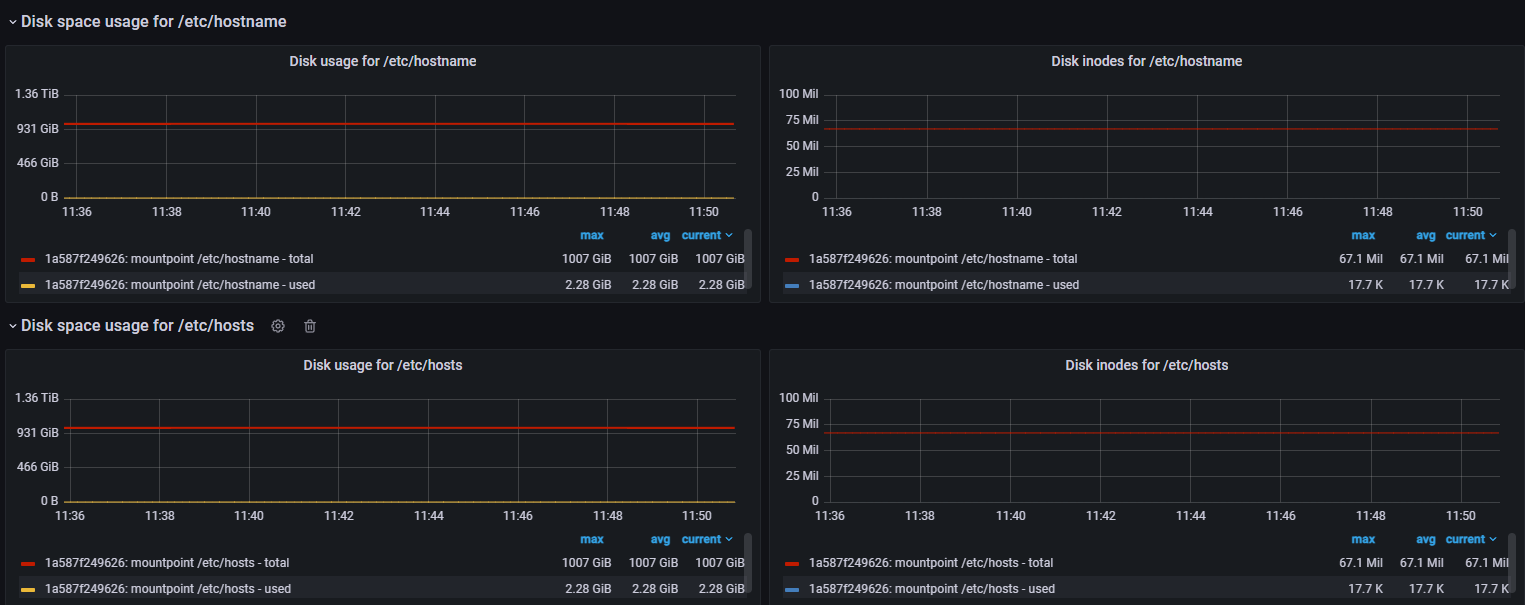 Disk space usage for /etc/hostname
Disk usage for /etc/hostname
1.36 TiB
931 GiB
466 GiB
0 B
11:36 11:38 11:40 11:42 11:44 11:46 11:48 11:50
max avg current
1a587f249626: mountpoint /etc/hostname - total 1007 GiB 1007 GiB 1007 GiB
1a587f249626: mountpoint /etc/hostname - used 2.28 GiB 2.28 GiB 2.28 GiB
Disk inodes for /etc/hostname
100 Mil
75 Mil
50 Mil
25 Mil
0
11:36 11:38 11:40 11:42 11:44 11:46 11:48 11:50
max avg current
1a587f249626: mountpoint /etc/hostname - total 67.1 Mil 67.1 Mil 67.1 Mil
1a587f249626: mountpoint /etc/hostname - used 17.7 K 17.7 K 17.7 K
Disk space usage for /etc/hosts
Disk usage for /etc/hosts
1.36 TiB
931 GiB
466 GiB
0 B
11:36 11:38 11:40 11:42 11:44 11:46 11:48 11:50
max avg current
1a587f249626: mountpoint /etc/hosts - total 1007 GiB 1007 GiB 1007 GiB
1a587f249626: mountpoint /etc/hosts - used 2.28 GiB 2.28 GiB 2.28 GiB
Disk inodes for /etc/hosts
100 Mil
75 Mil
50 Mil
25 Mil
0
11:36 11:38 11:40 11:42 11:44 11:46 11:48 11:50
max avg current
1a587f249626: mountpoint /etc/hosts - total 67.1 Mil 67.1 Mil 67.1 Mil
1a587f249626: mountpoint /etc/hosts - used 17.7 K 17.7 K 17.7 K